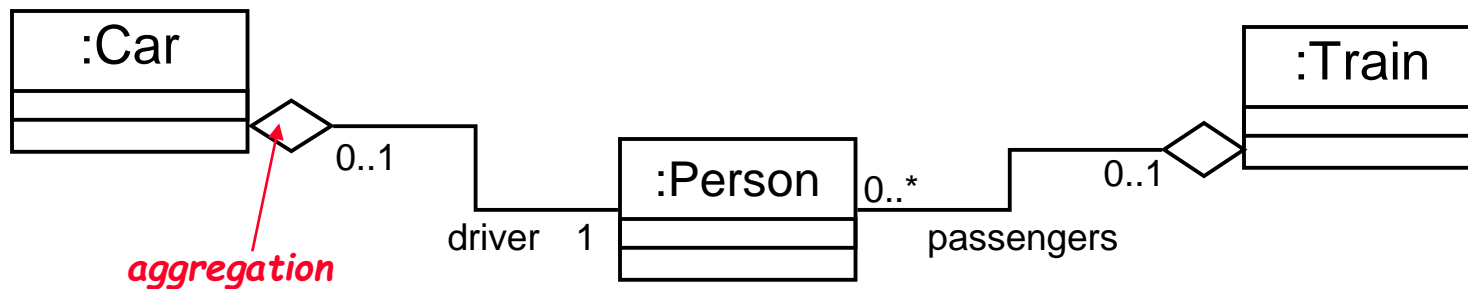 :Car
:Train
0..1
:Person
0..*
0..1
driver 1
passengers
aggregation